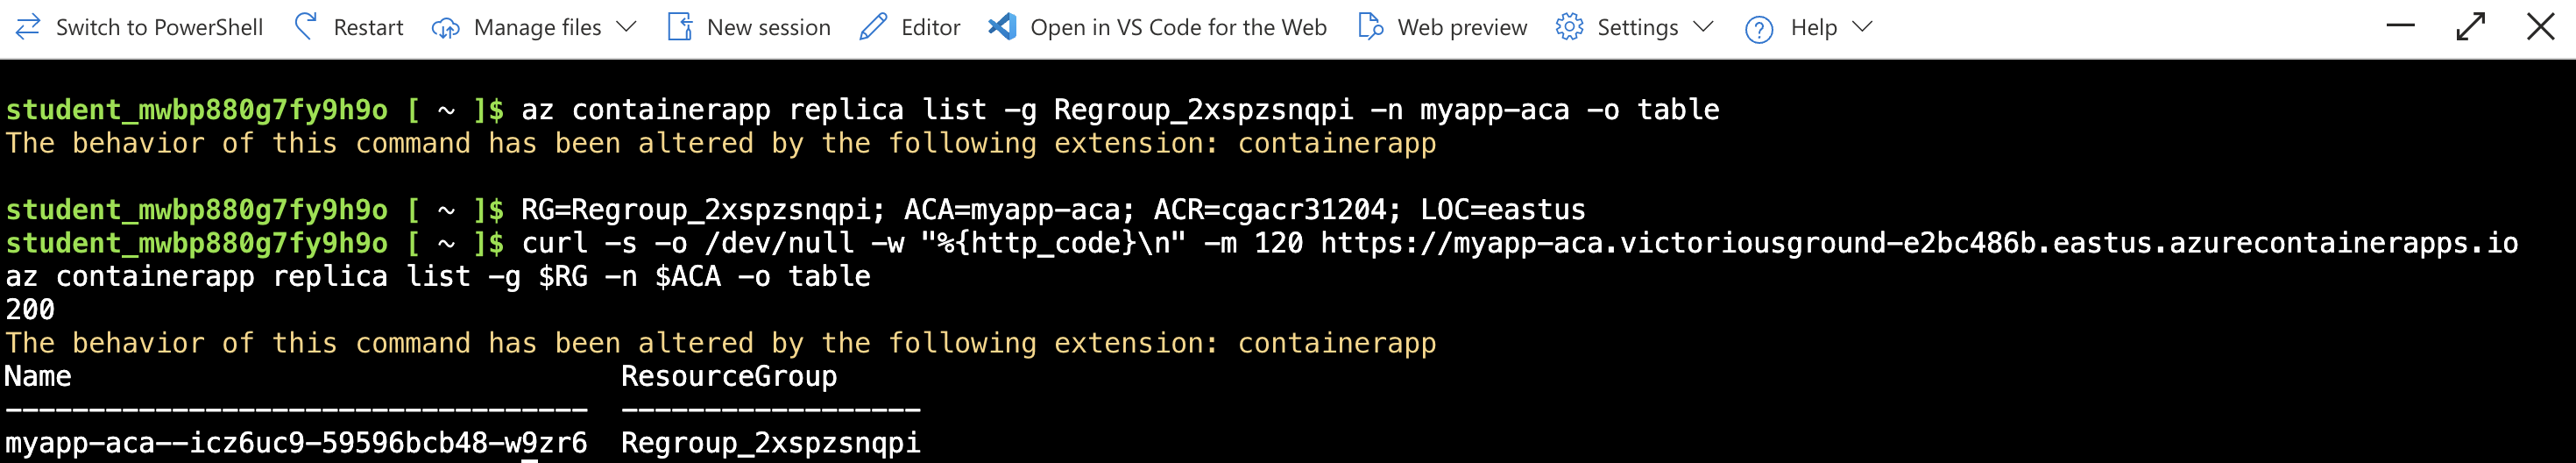 Switch to PowerShell Restart Manage files New session Editor Open in VS Code for the Web Web preview Settings Help
student_mwbp880g7fy9h9o [ ~ ]$ az containerapp replica list -g Regroup_2xspzsnqpi -n myapp-aca -o table
The behavior of this command has been altered by the following extension: containerapp
student_mwbp880g7fy9h9o [ ~ ]$ RG=Regroup_2xspzsnqpi; ACA=myapp-aca; ACR=cgacr31204; LOC=eastus
student_mwbp880g7fy9h9o [ ~ ]$ curl -s -o /dev/null -w "%{http_code}\n" -m 120 https://myapp-aca.victoriousground-e2bc486b.eastus.azurecontainerapps.io
az containerapp replica list -g $RG -n $ACA -o table
200
The behavior of this command has been altered by the following extension: containerapp
Name ResourceGroup
----------------------------------- ------------------
myapp-aca--icz6uc9-59596bcb48-w9zr6 Regroup_2xspzsnqpi